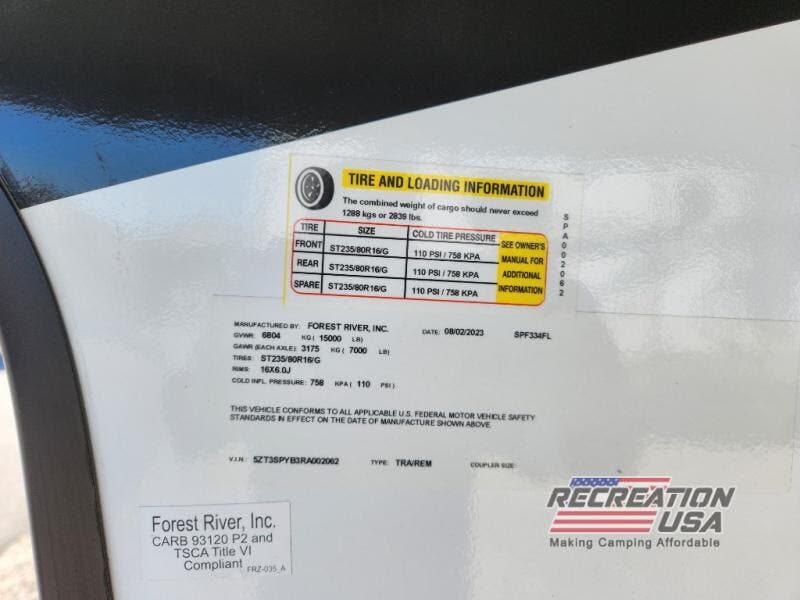 TIRE AND LOADING INFORMATION
The combined weight of cargo should never exceed
1288 kgs or 2839 lbs.
TIRE SIZE COLD TIRE PRESSURE SEE OWNER'S MANUAL FOR ADDITIONAL INFORMATION
FRONT ST235/80R16/G 110 PSI / 758 KPA
REAR ST235/80R16/G 110 PSI / 758 KPA
SPARE ST235/80R16/G 110 PSI / 758 KPA
SPA002062
MANUFACTURED BY: FOREST RIVER, INC. DATE: 08/02/2023 SPF334FL
GVWR: 6804 KG ( 15000 LB)
GAWR (EACH AXLE): 3175 KG ( 7000 LB)
TIRES: ST235/80R16/G
RIMS: 16X6.0J
COLD INFL. PRESSURE: 758 KPA ( 110 PSI )
THIS VEHICLE CONFORMS TO ALL APPLICABLE U.S. FEDERAL MOTOR VEHICLE SAFETY
STANDARDS IN EFFECT ON THE DATE OF MANUFACTURE SHOWN ABOVE.
V.I.N.: 5ZT3SPYB3RA002062 TYPE: TRA/REM COUPLER SIZE:
Forest River, Inc.
CARB 93120 P2 and
TSCA Title VI
Compliant FRZ-035_A
RECREATION
USA
Making Camping Affordable